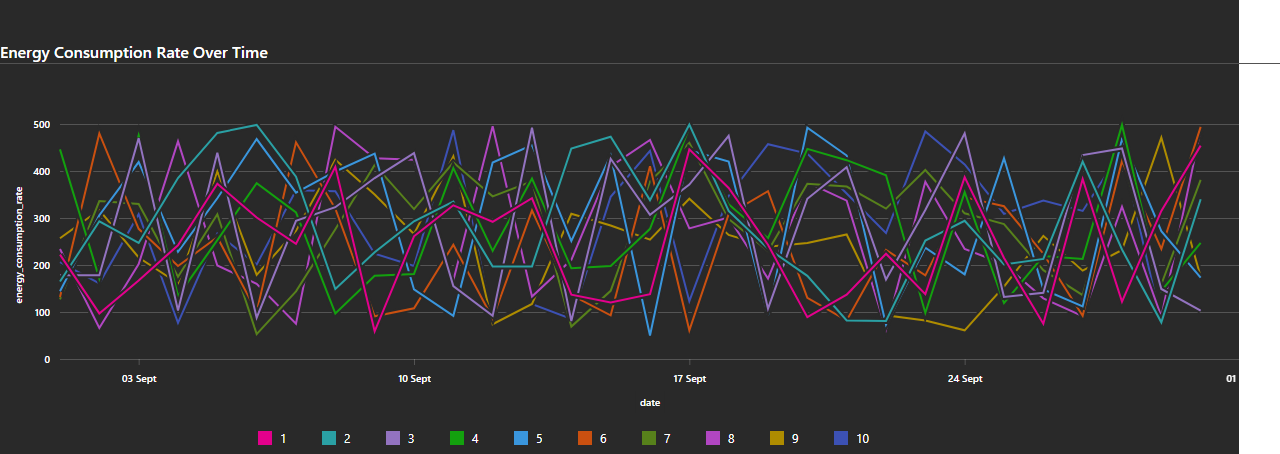 Energy Consumption Rate Over Time
energy_consumption_rate
500
400
300
200
100
0
03 Sept
10 Sept
17 Sept
24 Sept
01
date
1
2
3
4
5
6
7
8
9
10